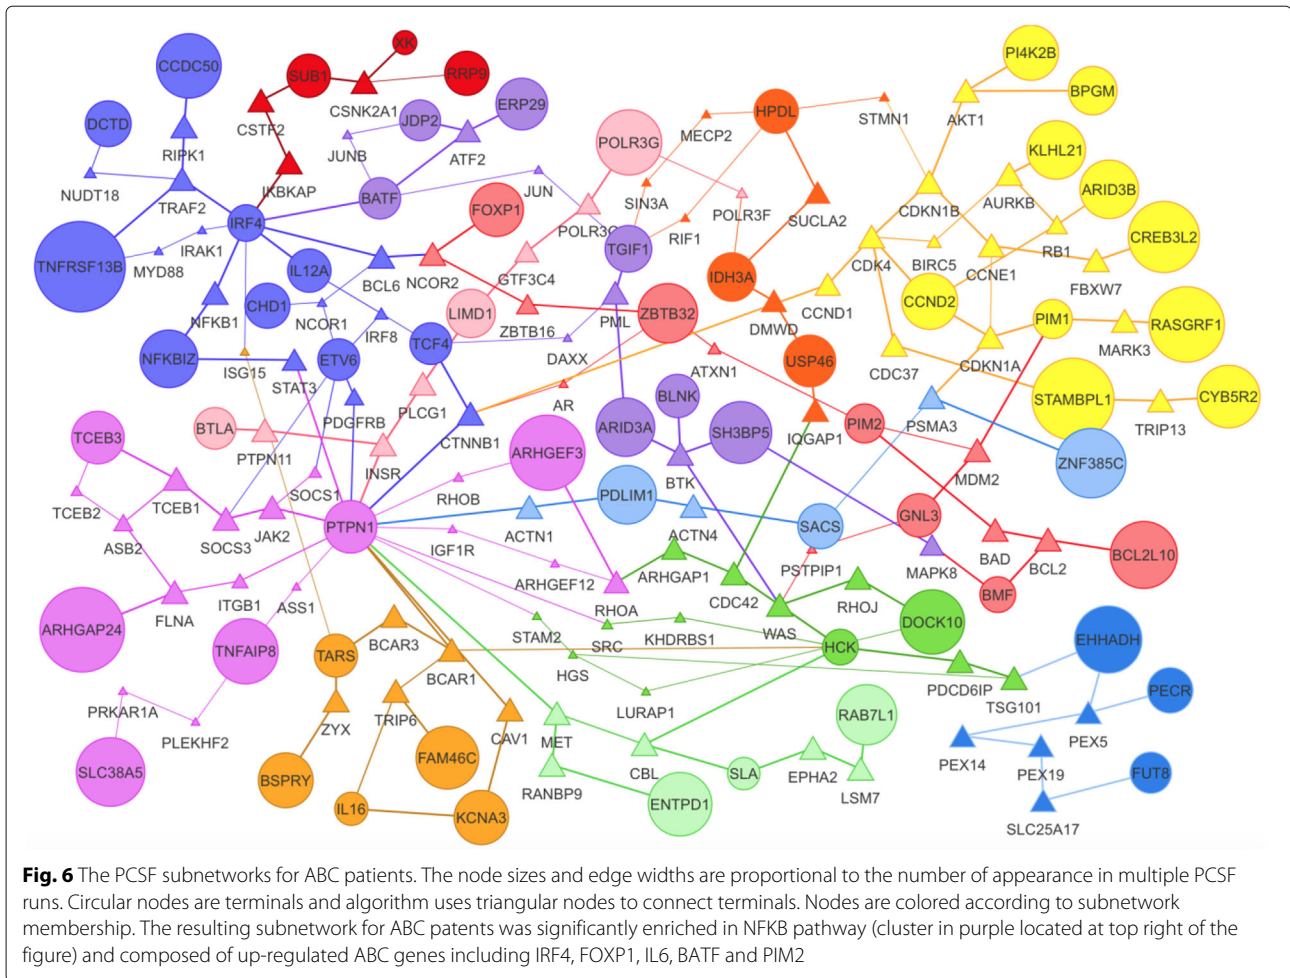 XK
CCDC50
SUB1
RRP9
PI4K2B
CSNK2A1
ERP29
BPGM
DCTD
CSTF2
JDP2
HPDL
MECP2
STMN1
AKT1
RIPK1
JUNB
ATF2
POLR3G
KLHL21
NUDT18
IKBKAP
TRAF2
BATF
JUN
SIN3A
POLR3F
SUCLA2
CDKN1B
AURKB
ARID3B
IRF4
FOXP1
POLR3C
TGIF1
RIF1
RB1
CREB3L2
TNFRSF13B
MYD88
IRAK1
IL12A
BCL6
NCOR2
GTF3C4
IDH3A
CDK4
BIRC5
CCNE1
FBXW7
NFKB1
CHD1
NCOR1
LIMD1
ZBTB16
PML
ZBTB32
DMWD
CCND1
CCND2
PIM1
RASGRF1
NFKBIZ
ISG15
STAT3
ETV6
IRF8
TCF4
DAXX
ATXN1
USP46
CDC37
CDKN1A
MARK3
PDGFRB
PLCG1
AR
BLNK
STAMBPL1
TRIP13
CYB5R2
BTLA
PTPN11
INSR
CTNNB1
ARID3A
SH3BP5
IQGAP1
PIM2
PSMA3
TCEB3
ARHGEF3
BTK
MDM2
ZNF385C
TCEB2
TCEB1
SOCS1
RHOB
PDLIM1
ASB2
SOCS3
JAK2
PTPN1
ACTN1
ACTN4
SACS
GNL3
IGF1R
PSTPIP1
BAD
BCL2
BCL2L10
FLNA
ITGB1
ASS1
ARHGEF12
ARHGAP1
MAPK8
BMF
ARHGAP24
RHOA
CDC42
WAS
RHOJ
DOCK10
TNFAIP8
TARS
BCAR3
STAM2
SRC
KHDRBS1
HCK
EHHADH
BCAR1
HGS
PDCD6IP
TSG101
PECR
PRKAR1A
PLEKHF2
ZYX
TRIP6
CAV1
MET
LURAP1
RAB7L1
PEX5
SLC38A5
BSPRY
FAM46C
RANBP9
CBL
SLA
EPHA2
LSM7
PEX14
PEX19
FUT8
IL16
KCNA3
ENTPD1
SLC25A17
Fig. 6 The PCSF subnetworks for ABC patients. The node sizes and edge widths are proportional to the number of appearance in multiple PCSF
runs. Circular nodes are terminals and algorithm uses triangular nodes to connect terminals. Nodes are colored according to subnetwork
membership. The resulting subnetwork for ABC patents was significantly enriched in NFKB pathway (cluster in purple located at top right of the
figure) and composed of up-regulated ABC genes including IRF4, FOXP1, IL6, BATF and PIM2